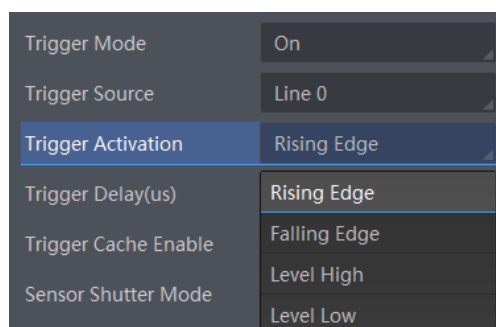 Trigger Mode On
Trigger Source Line 0
Trigger Activation Rising Edge
Trigger Delay(us) Rising Edge
Trigger Cache Enable Falling Edge
Level High
Sensor Shutter Mode
Level Low